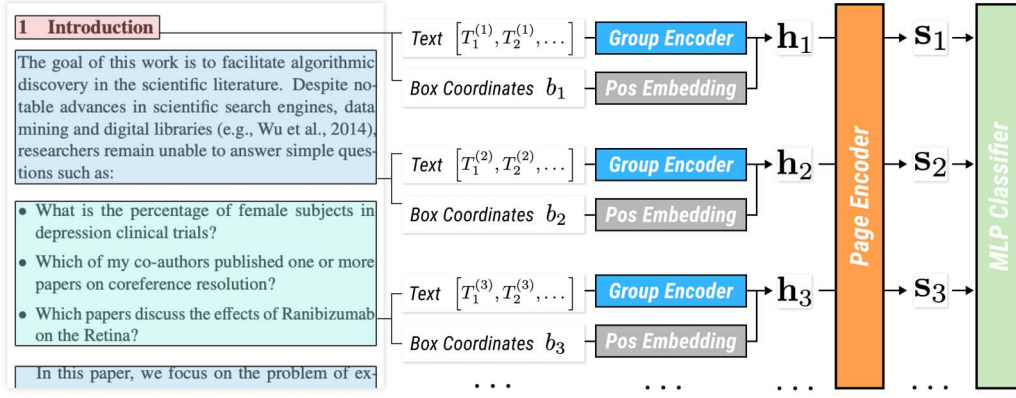 1 Introduction
The goal of this work is to facilitate algorithmic
discovery in the scientific literature. Despite no-
table advances in scientific search engines, data
mining and digital libraries (e.g., Wu et al., 2014),
researchers remain unable to answer simple ques-
tions such as:
• What is the percentage of female subjects in
depression clinical trials?
• Which of my co-authors published one or more
papers on coreference resolution?
• Which papers discuss the effects of Ranibizumab
on the Retina?
In this paper, we focus on the problem of ex-
Text [T₁⁽¹⁾, T₂⁽¹⁾, . . . ] Group Encoder h₁ s₁
Box Coordinates b₁ Pos Embedding
Text [T₁⁽²⁾, T₂⁽²⁾, . . . ] Group Encoder h₂ s₂
Box Coordinates b₂ Pos Embedding
Text [T₁⁽³⁾, T₂⁽³⁾, . . . ] Group Encoder h₃ s₃
Box Coordinates b₃ Pos Embedding
. . . . . . . . . . . .
Page Encoder
MLP Classifier